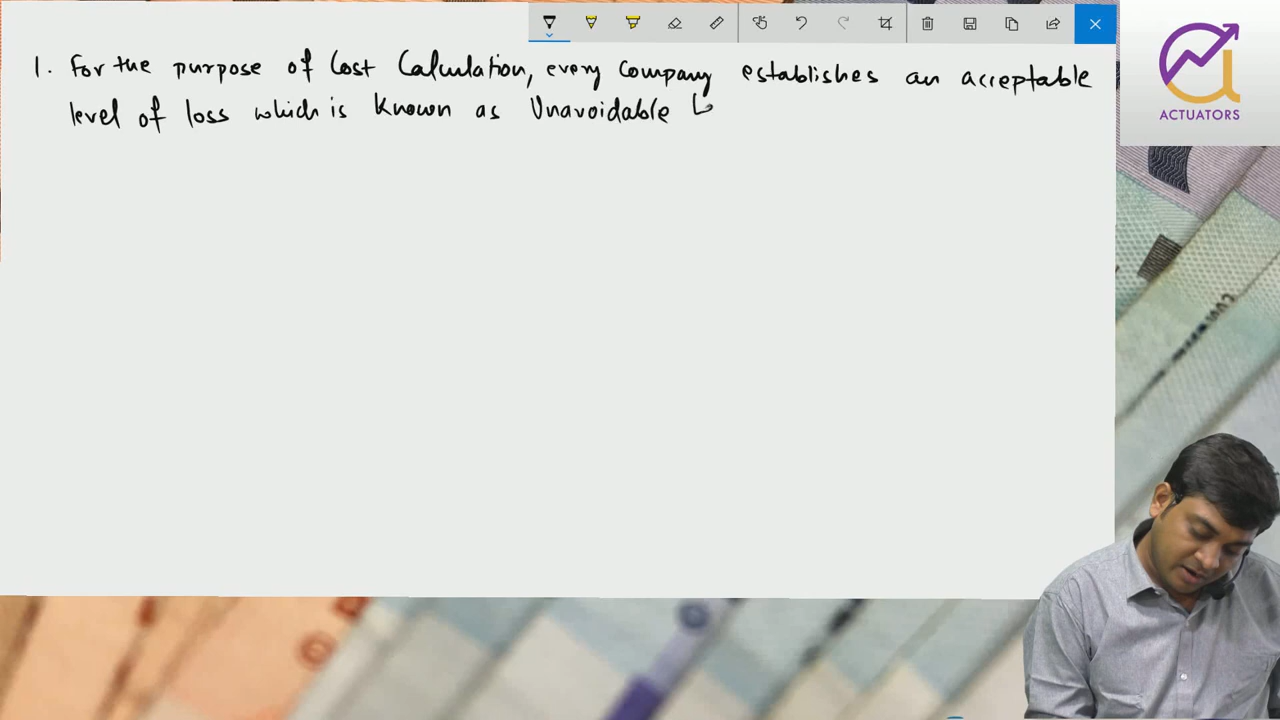 1. For the purpose of Cost Calculation, every Company establishes an acceptable
level of loss which is known as Unavoidable L
ACTUATORS